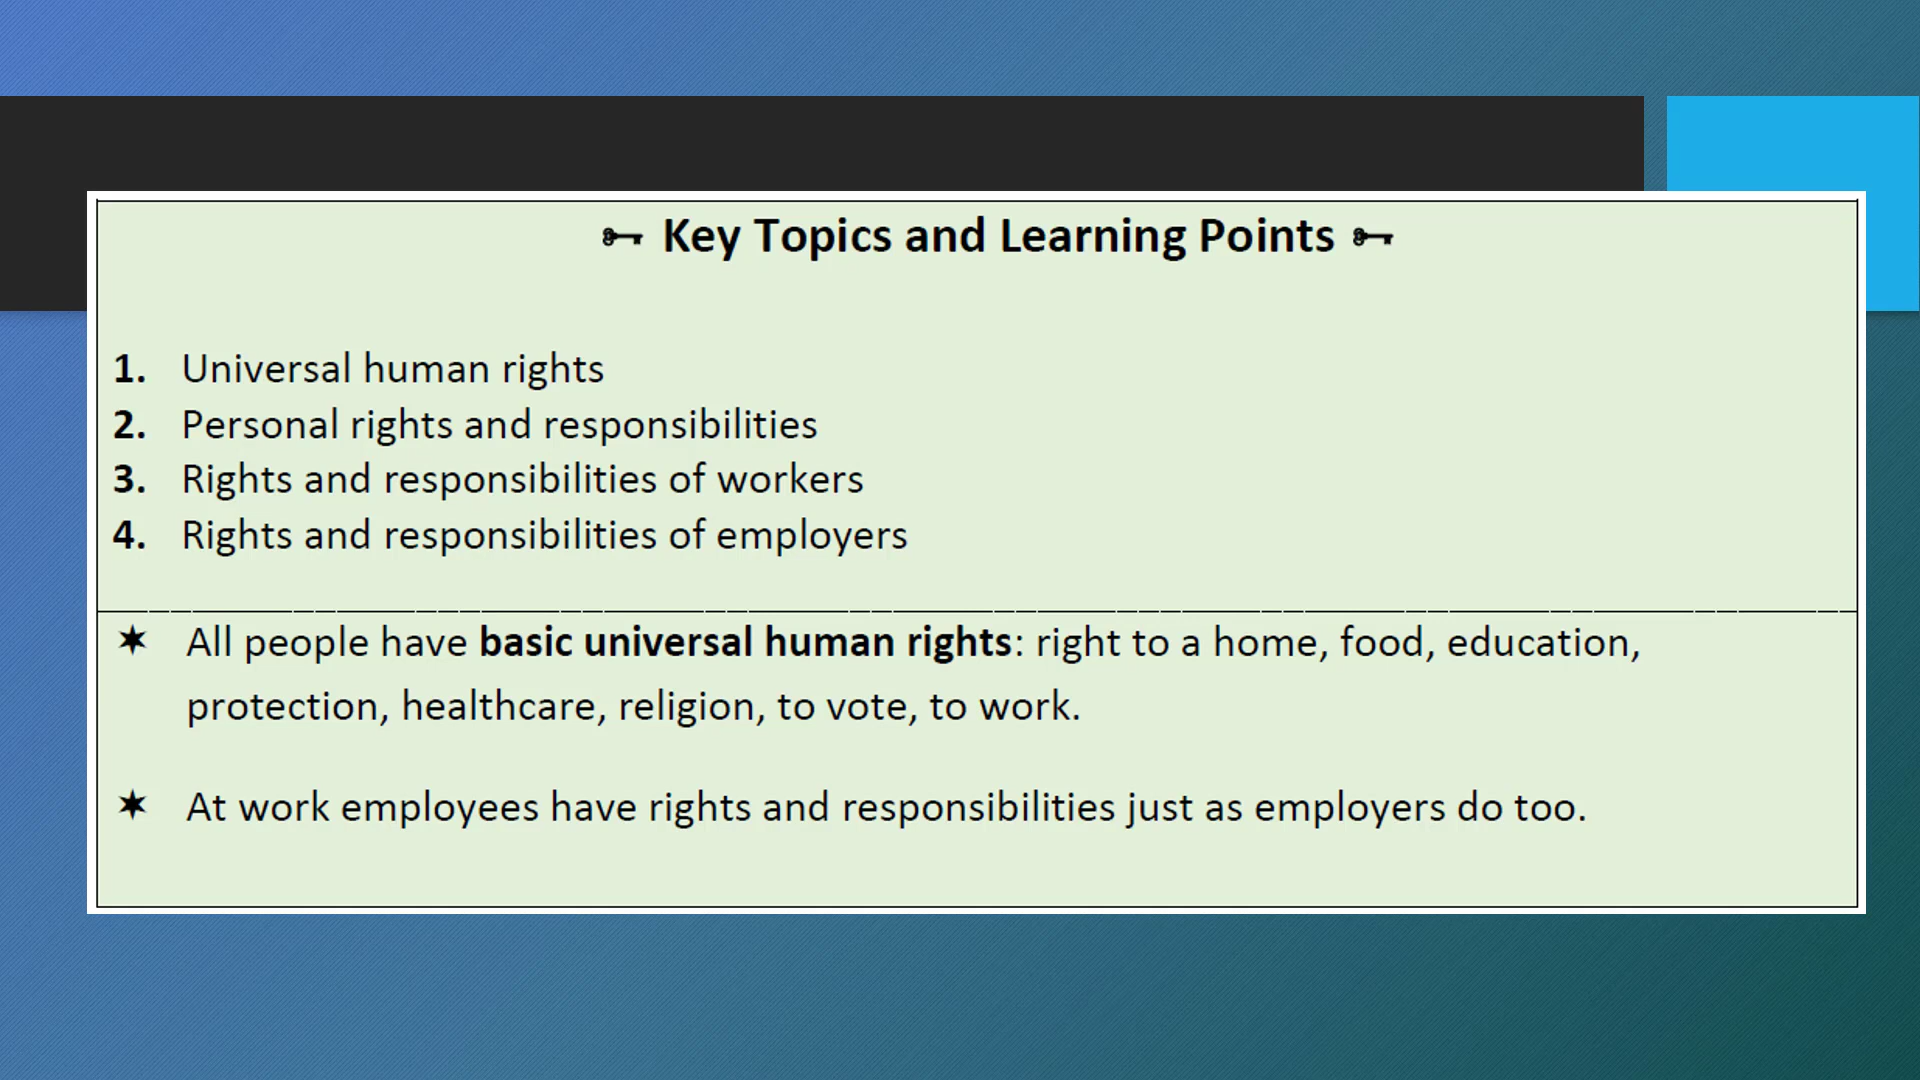 Key Topics and Learning Points
1. Universal human rights
2. Personal rights and responsibilities
3. Rights and responsibilities of workers
4. Rights and responsibilities of employers
✶ All people have basic universal human rights: right to a home, food, education,
protection, healthcare, religion, to vote, to work.
✶ At work employees have rights and responsibilities just as employers do too.